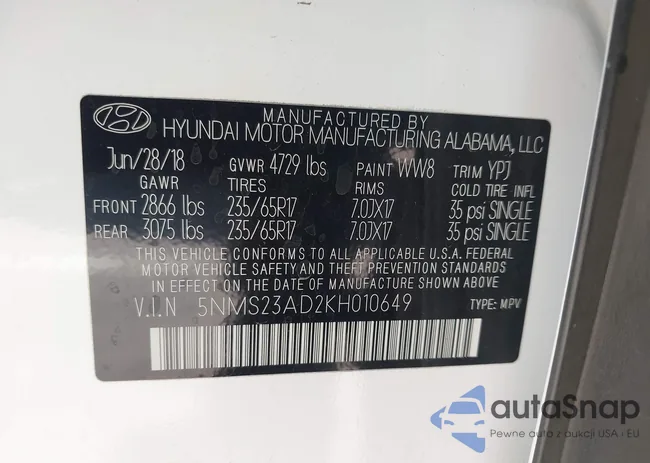 MANUFACTURED BY
HYUNDAI MOTOR MANUFACTURING ALABAMA, LLC
Jun/28/18 GVWR 4729 lbs PAINT WW8 TRIM YPJ
GAWR TIRES RIMS COLD TIRE INFL
FRONT 2866 lbs 235/65R17 7.0JX17 35 psi SINGLE
REAR 3075 lbs 235/65R17 7.0JX17 35 psi SINGLE
THIS VEHICLE CONFORMS TO ALL APPLICABLE U.S.A. FEDERAL
MOTOR VEHICLE SAFETY AND THEFT PREVENTION STANDARDS
IN EFFECT ON THE DATE OF MANUFACTURE SHOWN ABOVE
V.I.N 5NMS23AD2KH010649 TYPE: MPV
autoSnap
Pewne auto z aukcji USA i EU